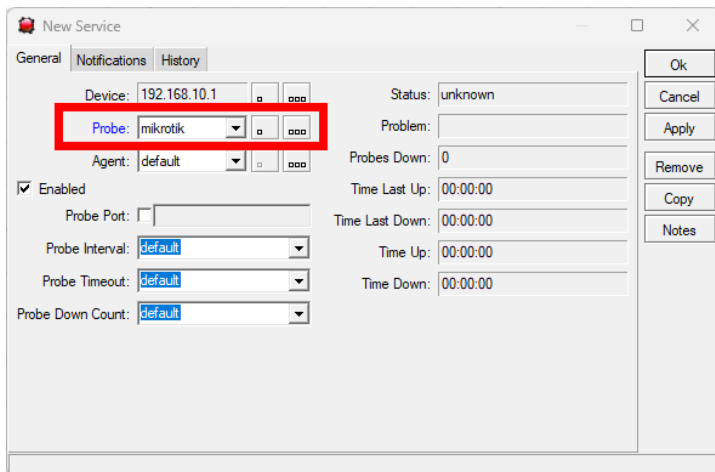 New Service
General Notifications History
Device: 192.168.10.1
Probe: mikrotik
Agent: default
Enabled
Probe Port:
Probe Interval: default
Probe Timeout: default
Probe Down Count: default
Status: unknown
Problem:
Probes Down: 0
Time Last Up: 00:00:00
Time Last Down: 00:00:00
Time Up: 00:00:00
Time Down: 00:00:00
Ok
Cancel
Apply
Remove
Copy
Notes